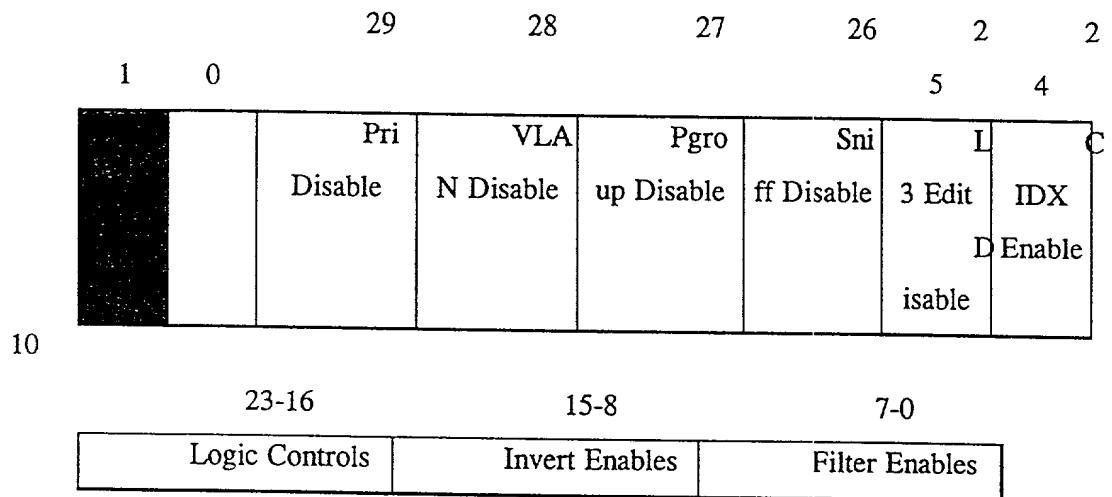 29 28 27 26 2 2
1 0 5 4
Pri VLA Pgro Sni L C
Disable N Disable up Disable ff Disable 3 Edit IDX
D Enable
isable
10
23-16 15-8 7-0
Logic Controls Invert Enables Filter Enables